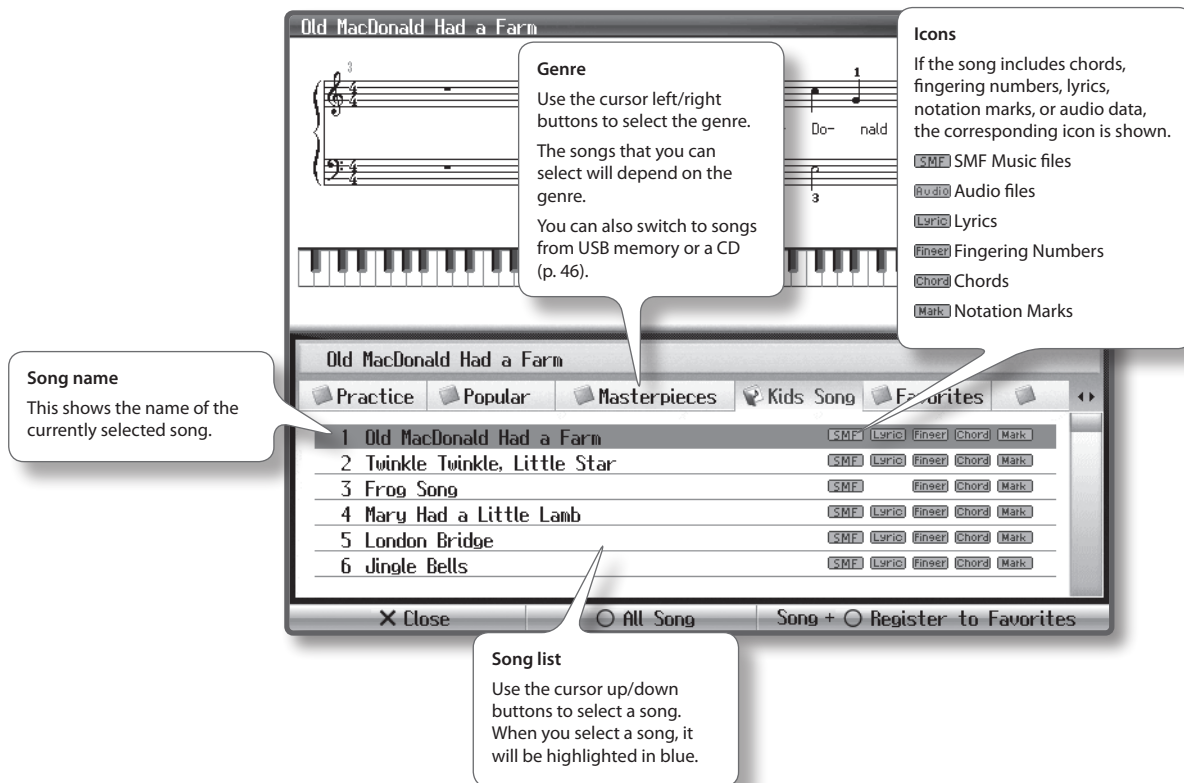 Old MacDonald Had a Farm
3
4
4
1
Do- nald
4
4
3
Genre
Use the cursor left/right
buttons to select the genre.
The songs that you can
select will depend on the
genre.
You can also switch to songs
from USB memory or a CD
(p. 46).
Icons
If the song includes chords,
fingering numbers, lyrics,
notation marks, or audio data,
the corresponding icon is shown.
SMF SMF Music files
Audio Audio files
Lyric Lyrics
Finger Fingering Numbers
Chord Chords
Mark Notation Marks
Song name
This shows the name of the
currently selected song.
Old MacDonald Had a Farm
Practice Popular Masterpieces Kids Song Favorites
1 Old MacDonald Had a Farm SMF Lyric Finger Chord Mark
2 Twinkle Twinkle, Little Star SMF Lyric Finger Chord Mark
3 Frog Song SMF Finger Chord Mark
4 Mary Had a Little Lamb SMF Lyric Finger Chord Mark
5 London Bridge SMF Lyric Finger Chord Mark
6 Jingle Bells SMF Lyric Finger Chord Mark
X Close O All Song Song + O Register to Favorites
Song list
Use the cursor up/down
buttons to select a song.
When you select a song, it
will be highlighted in blue.